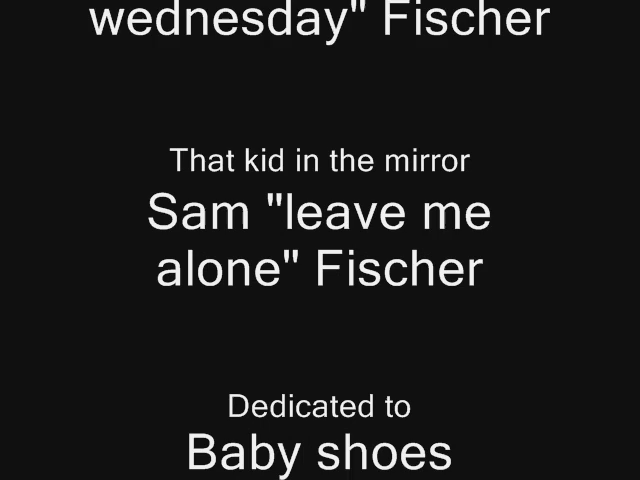 wednesday" Fischer
That kid in the mirror
Sam "leave me
alone" Fischer
Dedicated to
Baby shoes